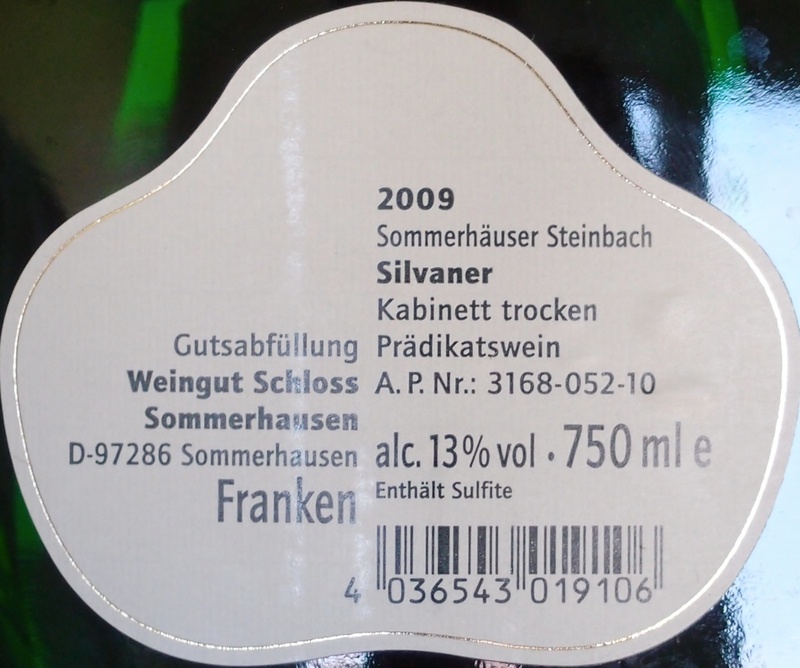 2009
Sommerhäuser Steinbach
Silvaner
Kabinett trocken
Prädikatswein
A. P. Nr.: 3168-052-10
alc. 13% vol · 750 ml e
Enthält Sulfite
Gutsabfüllung
Weingut Schloss
Sommerhausen
D-97286 Sommerhausen
Franken
4 036543 019106